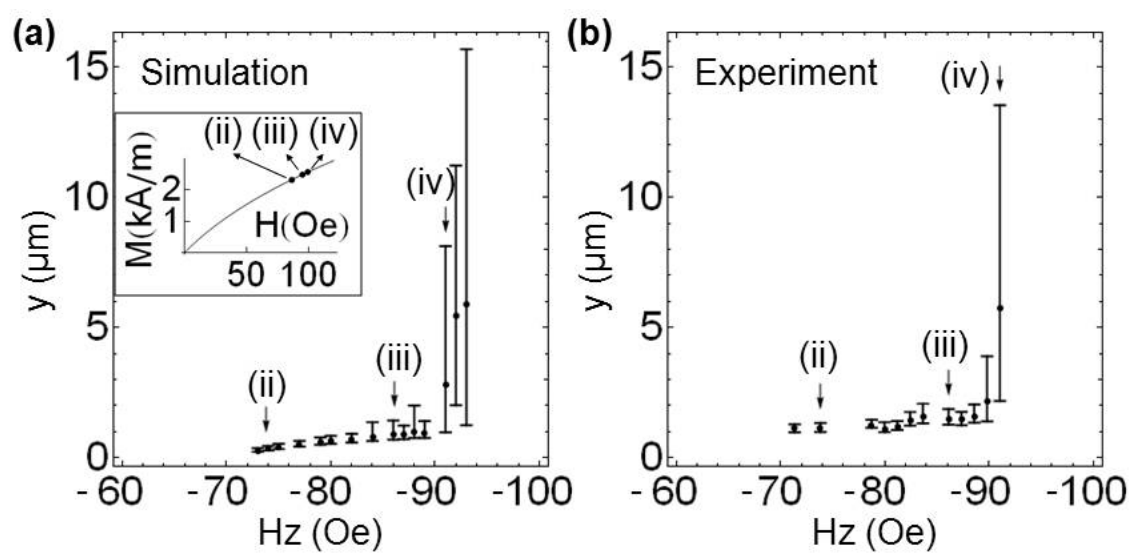 (a)
Simulation
(ii) (iii) (iv)
M(kA/m)
2
1
H(Oe)
50 100
(iv)
(iii)
(ii)
y (μm)
15
10
5
0
-60 -70 -80 -90 -100
Hz (Oe)
(b)
Experiment
(iv)
(iii)
(ii)
y (μm)
15
10
5
0
-60 -70 -80 -90 -100
Hz (Oe)